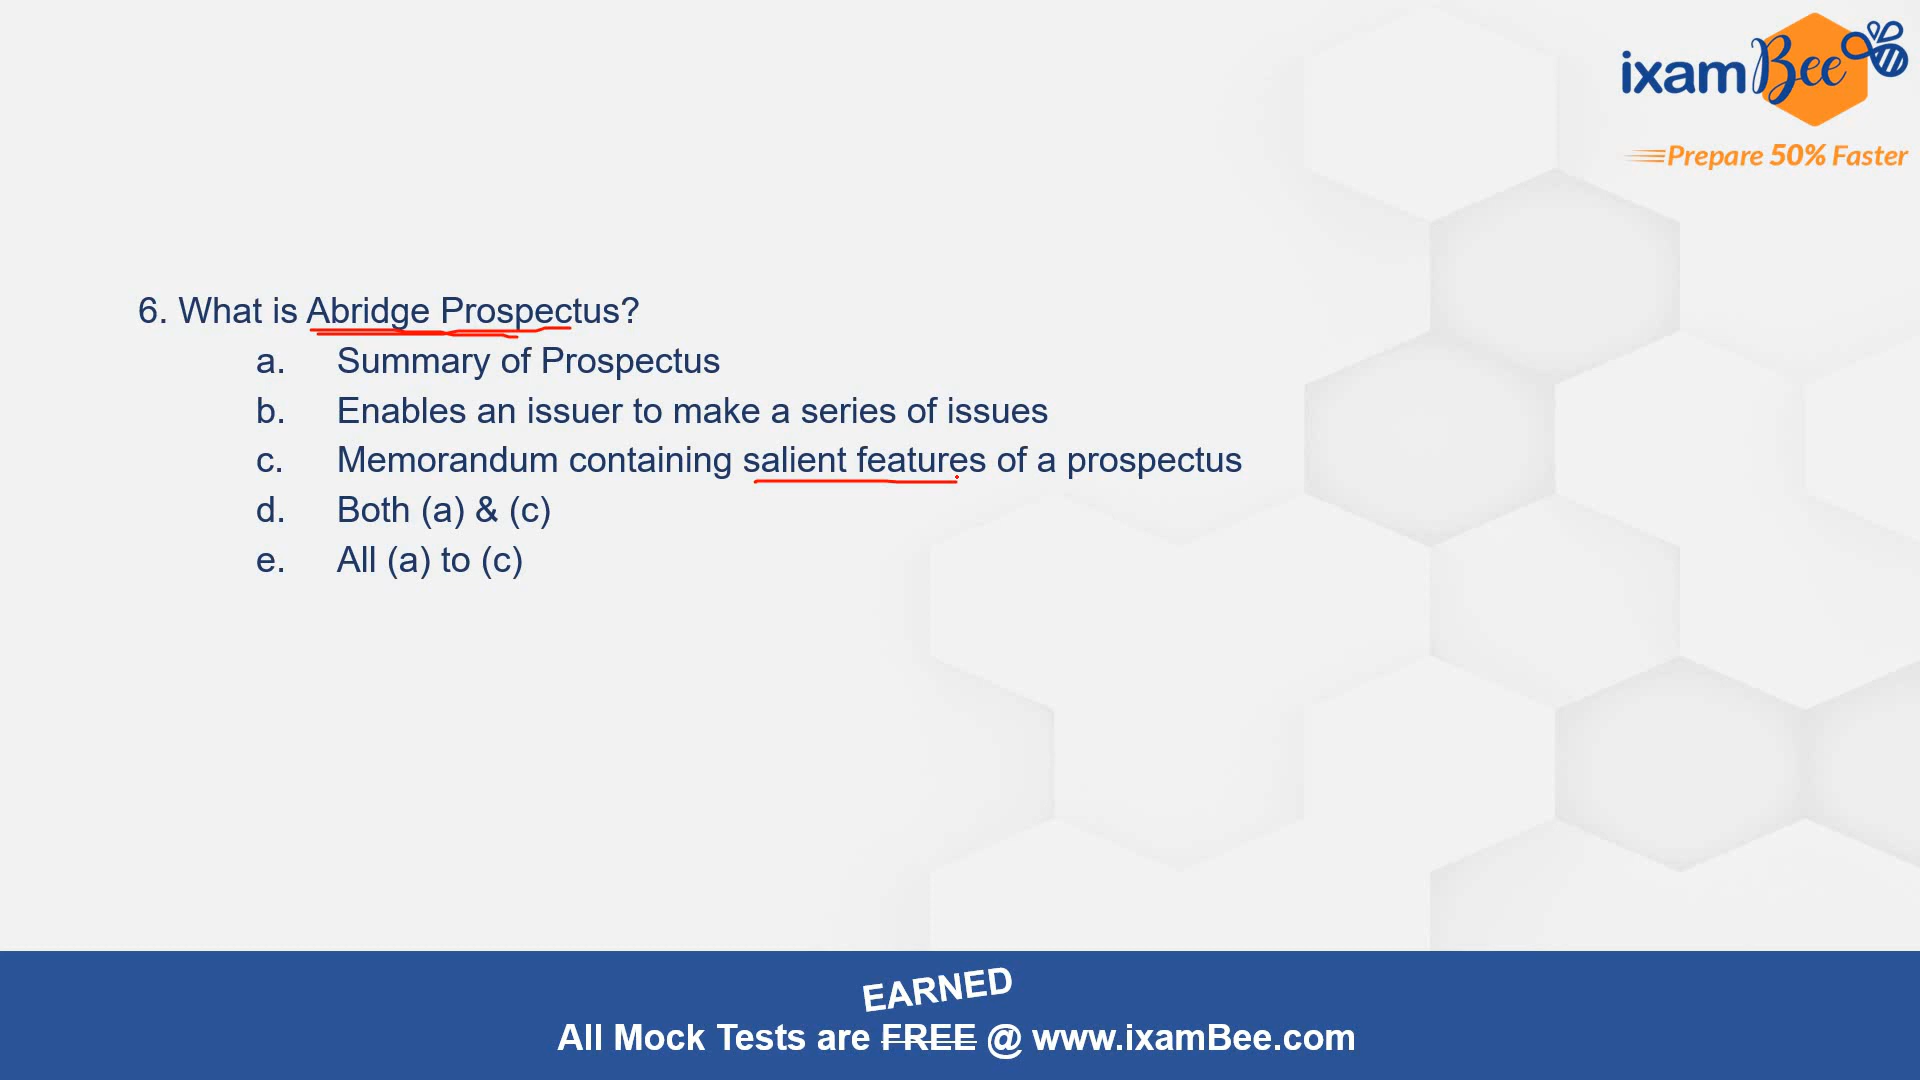 ixamBee
Prepare 50% Faster
6. What is Abridge Prospectus?
a. Summary of Prospectus
b. Enables an issuer to make a series of issues
c. Memorandum containing salient features of a prospectus
d. Both (a) & (c)
e. All (a) to (c)
EARNED
All Mock Tests are FREE @ www.ixamBee.com